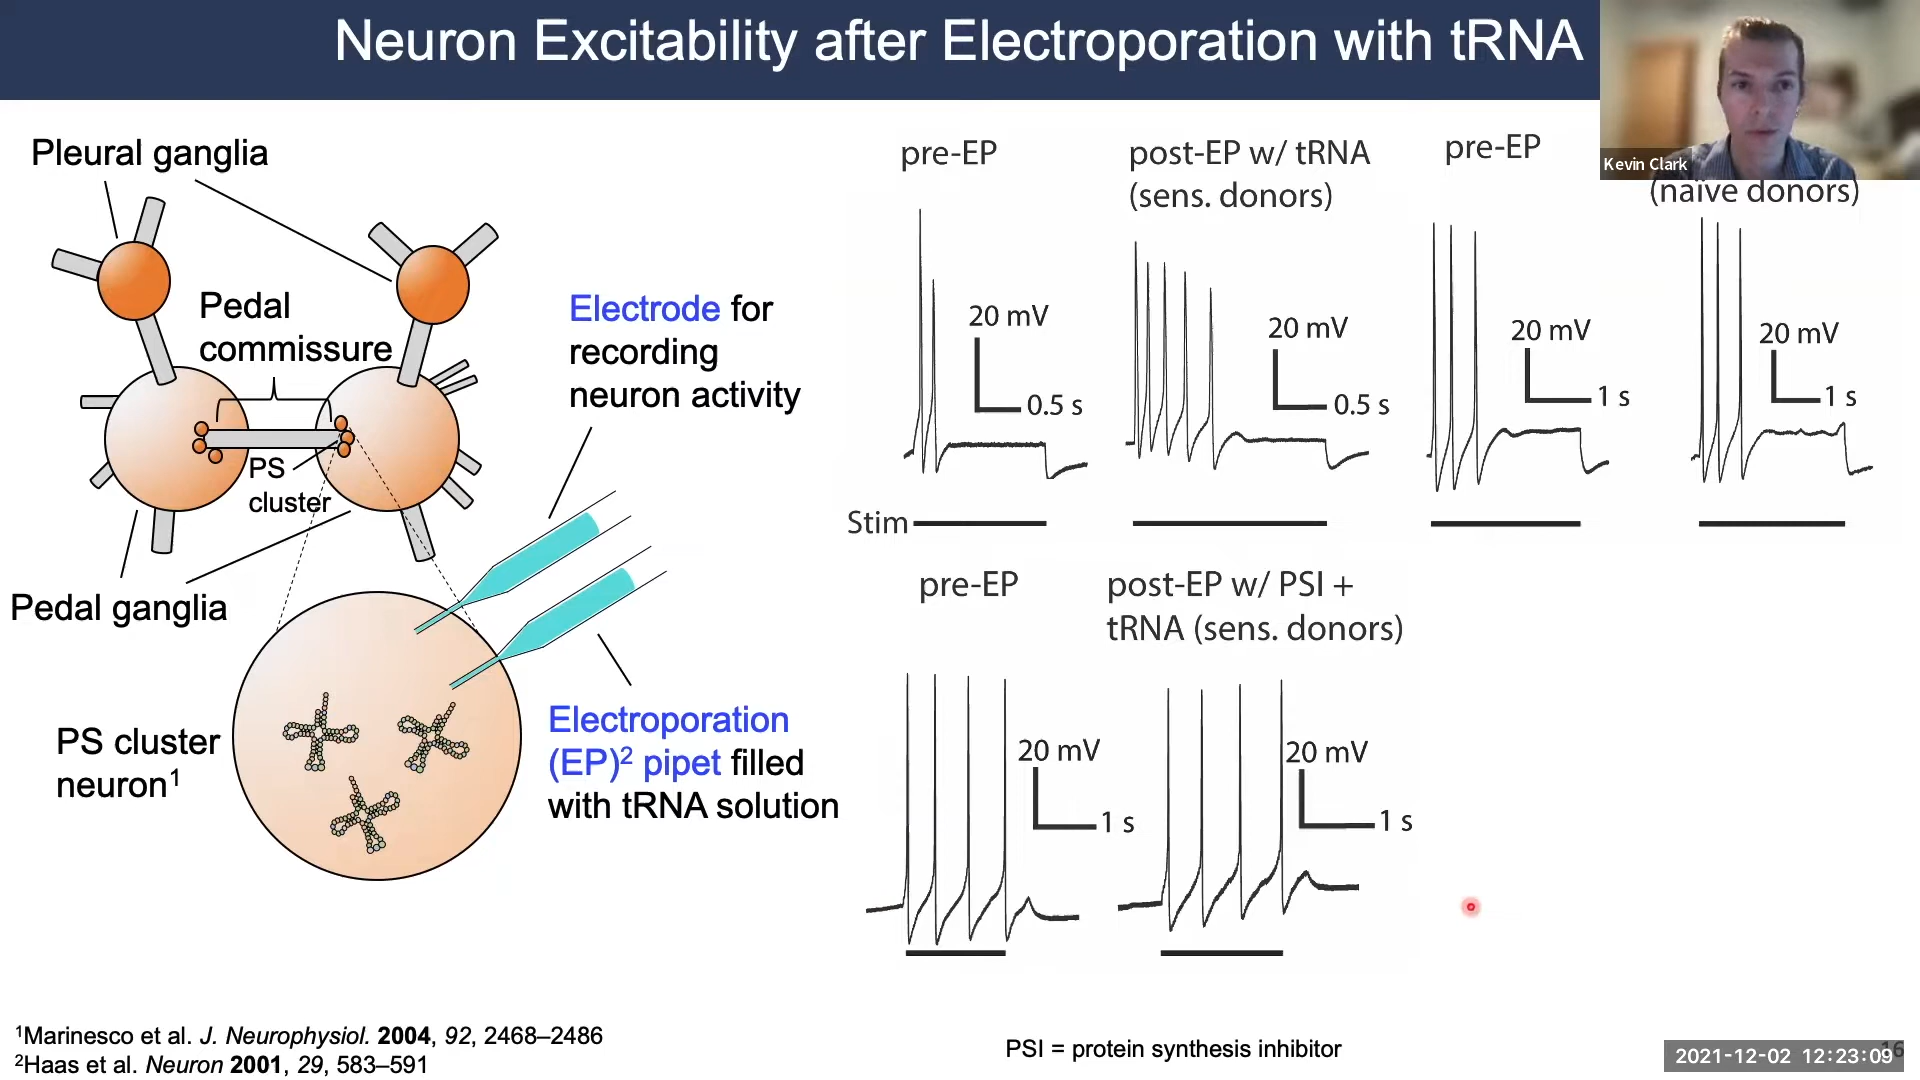 Neuron Excitability after Electroporation with tRNA
Kevin Clark
Pleural ganglia
Pedal
commissure
PS
cluster
Pedal ganglia
Electrode for
recording
neuron activity
PS cluster
neuron¹
Electroporation
(EP)² pipet filled
with tRNA solution
pre-EP
20 mV
0.5 s
post-EP w/ tRNA
(sens. donors)
20 mV
0.5 s
pre-EP
20 mV
1 s
(naïve donors)
20 mV
1 s
Stim
pre-EP
20 mV
1 s
post-EP w/ PSI +
tRNA (sens. donors)
20 mV
1 s
¹Marinesco et al. J. Neurophysiol. 2004, 92, 2468–2486
²Haas et al. Neuron 2001, 29, 583–591
PSI = protein synthesis inhibitor
2021-12-02 12:23:09
16